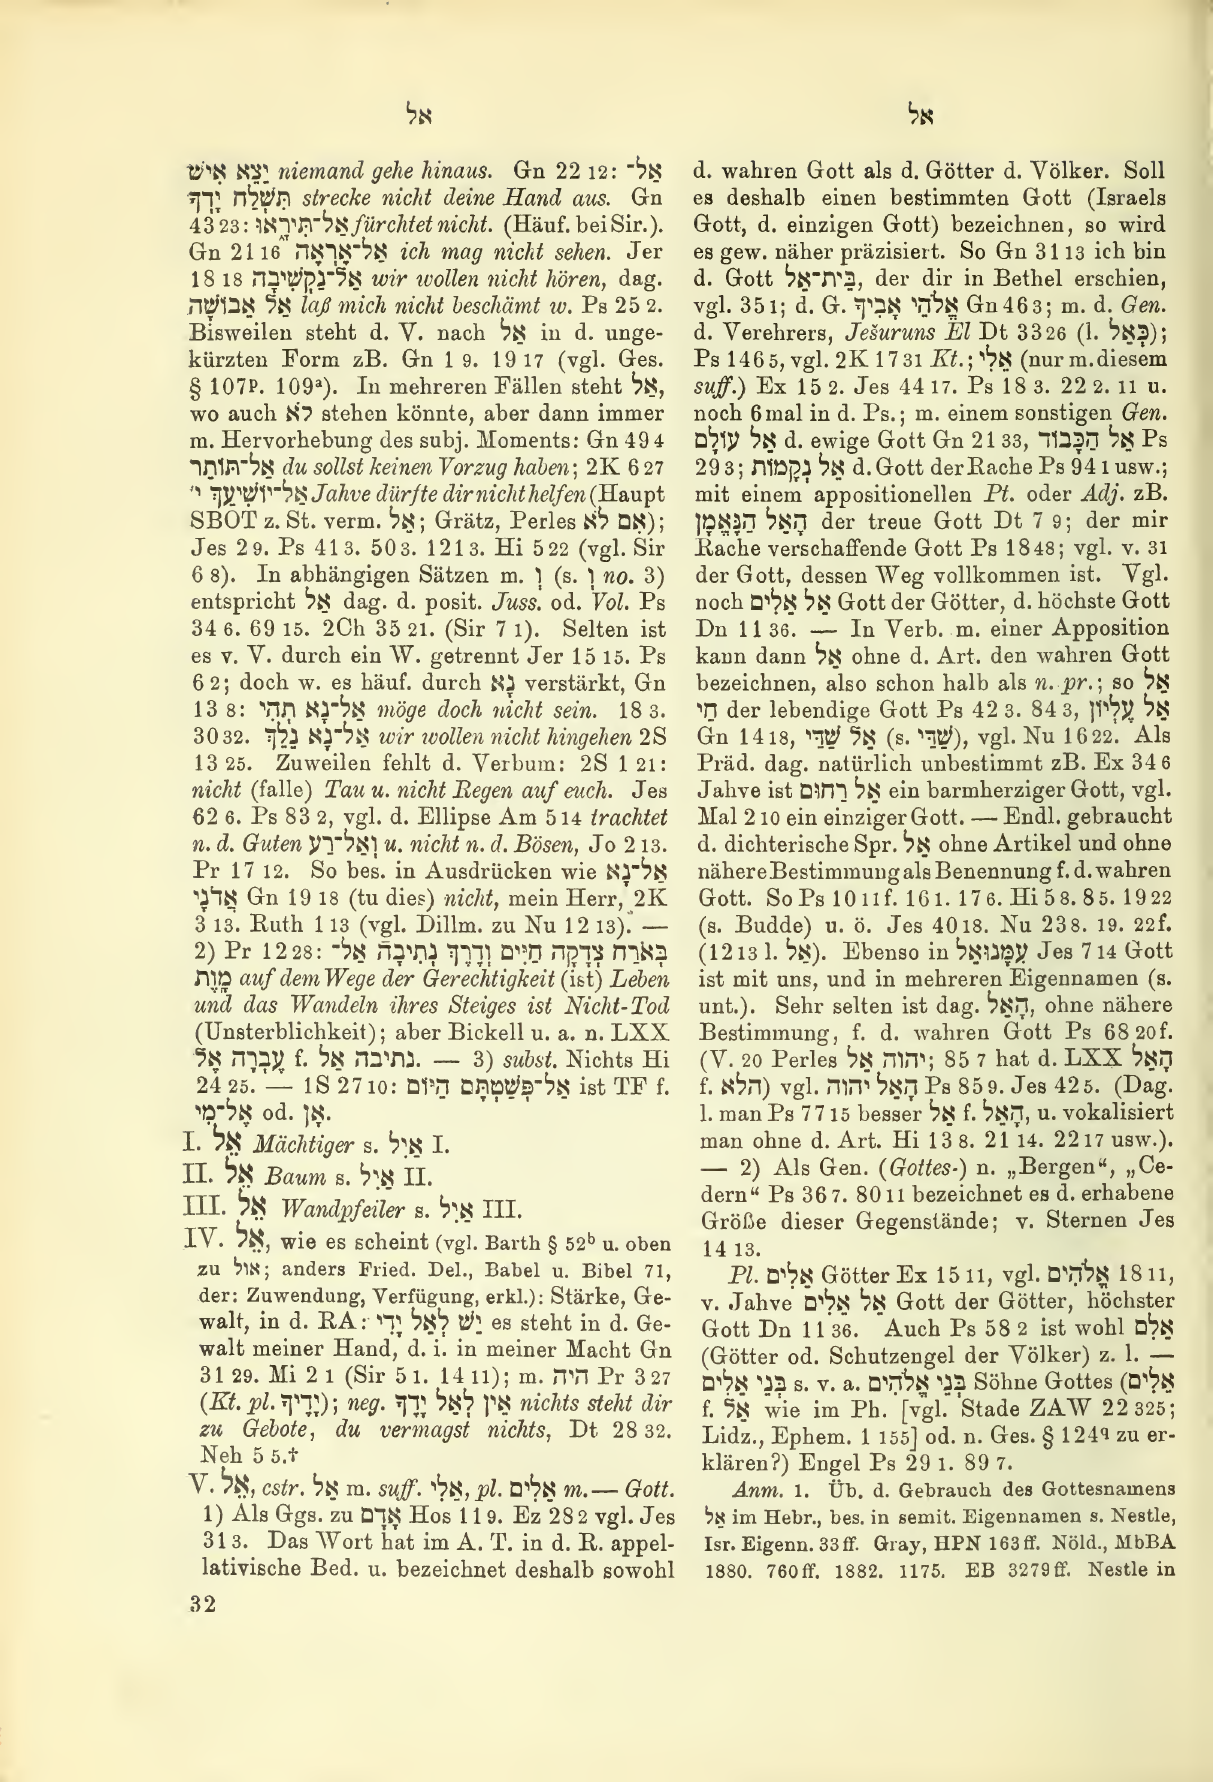 אל
אל
יֵצֵא אִישׁ niemand gehe hinaus. Gn 22 12: אַל־
תִּשְׁלַח יָדְךָ strecke nicht deine Hand aus. Gn
43 23: אַל־תִּירְאוּ fürchtet nicht. (Häuf. bei Sir.).
Gn 21 16 אַל־אֶרְאֶה ich mag nicht sehen. Jer
18 18 אַל־נַקְשִׁיבָה wir wollen nicht hören, dag.
אַל אֵבוֹשָׁה laß mich nicht beschämt w. Ps 25 2.
Bisweilen steht d. V. nach אַל in d. unge-
kürzten Form zB. Gn 1 9. 19 17 (vgl. Ges.
§ 107p. 109a). In mehreren Fällen steht אַל,
wo auch לֹא stehen könnte, aber dann immer
m. Hervorhebung des subj. Moments: Gn 49 4
אַל־תּוֹתַר du sollst keinen Vorzug haben; 2K 6 27
אַל־יוֹשִׁיעֵךְ י׳ Jahve dürfte dir nicht helfen (Haupt
SBOT z. St. verm. אַל; Grätz, Perles אִם לֹא);
Jes 2 9. Ps 41 3. 50 3. 121 3. Hi 5 22 (vgl. Sir
6 8). In abhängigen Sätzen m. וְ (s. וְ no. 3)
entspricht אַל dag. d. posit. Juss. od. Vol. Ps
34 6. 69 15. 2Ch 35 21. (Sir 7 1). Selten ist
es v. V. durch ein W. getrennt Jer 15 15. Ps
6 2; doch w. es häuf. durch נָא verstärkt, Gn
13 8: אַל־נָא תְהִי möge doch nicht sein. 18 3.
30 32. אַל־נָא נֵלֵךְ wir wollen nicht hingehen 2S
13 25. Zuweilen fehlt d. Verbum: 2S 1 21:
nicht (falle) Tau u. nicht Regen auf euch. Jes
62 6. Ps 83 2, vgl. d. Ellipse Am 5 14 trachtet
n. d. Guten וְאַל־רָע u. nicht n. d. Bösen, Jo 2 13.
Pr 17 12. So bes. in Ausdrücken wie אַל־נָא
אֲדֹנָי Gn 19 18 (tu dies) nicht, mein Herr, 2K
3 13. Ruth 1 13 (vgl. Dillm. zu Nu 12 13). —
2) Pr 12 28: בְּאֹרַח צְדָקָה חַיִּים וְדֶרֶךְ נְתִיבָה אַל־
מָוֶת auf dem Wege der Gerechtigkeit (ist) Leben
und das Wandeln ihres Steiges ist Nicht-Tod
(Unsterblichkeit); aber Bickell u. a. n. LXX
עֶבְרָה אֶל f. נתיבה אַל. — 3) subst. Nichts Hi
24 25. — 1S 27 10: אַל־פְּשַׁטְתֶּם הַיּוֹם ist TF f.
אֶל־מִי od. אָן.
I. אֵל Mächtiger s. אַיִל I.
II. אֵל Baum s. אַיִל II.
III. אֵל Wandpfeiler s. אַיִל III.
IV. אֵל, wie es scheint (vgl. Barth § 52b u. oben
zu אול; anders Fried. Del., Babel u. Bibel 71,
der: Zuwendung, Verfügung, erkl.): Stärke, Ge-
walt, in d. RA: יֶשׁ לְאֵל יָדִי es steht in d. Ge-
walt meiner Hand, d. i. in meiner Macht Gn
31 29. Mi 2 1 (Sir 5 1. 14 11); m. היה Pr 3 27
(Kt. pl. יָדֶיךָ); neg. אֵין לְאֵל יָדֶךָ nichts steht dir
zu Gebote, du vermagst nichts, Dt 28 32.
Neh 5 5.†
V. אֵל, cstr. אֵל m. suff. אֵלִי, pl. אֵלִים m. — Gott.
1) Als Ggs. zu אָדָם Hos 11 9. Ez 28 2 vgl. Jes
31 3. Das Wort hat im A. T. in d. R. appel-
lativische Bed. u. bezeichnet deshalb sowohl
32
d. wahren Gott als d. Götter d. Völker. Soll
es deshalb einen bestimmten Gott (Israels
Gott, d. einzigen Gott) bezeichnen, so wird
es gew. näher präzisiert. So Gn 31 13 ich bin
d. Gott בֵּית־אֵל, der dir in Bethel erschien,
vgl. 35 1; d. G. אֱלֹהֵי אָבִיךָ Gn 46 3; m. d. Gen.
d. Verehrers, Ješuruns El Dt 33 26 (l. כְּאֵל);
Ps 146 5, vgl. 2K 17 31 Kt.; אֵלִי (nur m. diesem
suff.) Ex 15 2. Jes 44 17. Ps 18 3. 22 2. 11 u.
noch 6mal in d. Ps.; m. einem sonstigen Gen.
אֵל עוֹלָם d. ewige Gott Gn 21 33, אֵל הַכָּבוֹד Ps
29 3; אֵל נְקָמוֹת d. Gott der Rache Ps 94 1 usw.;
mit einem appositionellen Pt. oder Adj. zB.
הָאֵל הַנֶּאֱמָן der treue Gott Dt 7 9; der mir
Rache verschaffende Gott Ps 18 48; vgl. v. 31
der Gott, dessen Weg vollkommen ist. Vgl.
noch אֵל אֵלִים Gott der Götter, d. höchste Gott
Dn 11 36. — In Verb. m. einer Apposition
kann dann אֵל ohne d. Art. den wahren Gott
bezeichnen, also schon halb als n. pr.; so אֵל
חַי der lebendige Gott Ps 42 3. 84 3, אֵל עֶלְיוֹן
Gn 14 18, אֵל שַׁדַּי (s. שַׁדַּי), vgl. Nu 16 22. Als
Präd. dag. natürlich unbestimmt zB. Ex 34 6
Jahve ist אֵל רַחוּם ein barmherziger Gott, vgl.
Mal 2 10 ein einziger Gott. — Endl. gebraucht
d. dichterische Spr. אֵל ohne Artikel und ohne
nähere Bestimmung als Benennung f. d. wahren
Gott. So Ps 10 11f. 16 1. 17 6. Hi 5 8. 8 5. 19 22
(s. Budde) u. ö. Jes 40 18. Nu 23 8. 19. 22f.
(12 13 l. אַל). Ebenso in עִמָּנוּאֵל Jes 7 14 Gott
ist mit uns, und in mehreren Eigennamen (s.
unt.). Sehr selten ist dag. הָאֵל, ohne nähere
Bestimmung, f. d. wahren Gott Ps 68 20f.
(V. 20 Perles יהוה אֵל; 85 7 hat d. LXX הָאֵל
f. הלא) vgl. הָאֵל יהוה Ps 85 9. Jes 42 5. (Dag.
l. man Ps 77 15 besser אֵל f. הָאֵל, u. vokalisiert
man ohne d. Art. Hi 13 8. 21 14. 22 17 usw.).
— 2) Als Gen. (Gottes-) n. „Bergen“, „Ce-
dern“ Ps 36 7. 80 11 bezeichnet es d. erhabene
Größe dieser Gegenstände; v. Sternen Jes
14 13.
Pl. אֵלִים Götter Ex 15 11, vgl. אֱלֹהִים 18 11,
v. Jahve אֵל אֵלִים Gott der Götter, höchster
Gott Dn 11 36. Auch Ps 58 2 ist wohl אֵלִם
(Götter od. Schutzengel der Völker) z. l. —
בְּנֵי אֵלִים s. v. a. בְּנֵי אֱלֹהִים Söhne Gottes (אֵלִים
f. אֵל wie im Ph. [vgl. Stade ZAW 22 325;
Lidz., Ephem. 1 155] od. n. Ges. § 124q zu er-
klären?) Engel Ps 29 1. 89 7.
Anm. 1. Üb. d. Gebrauch des Gottesnamens
אֵל im Hebr., bes. in semit. Eigennamen s. Nestle,
Isr. Eigenn. 33ff. Gray, HPN 163ff. Nöld., MbBA
1880. 760ff. 1882. 1175. EB 3279ff. Nestle in